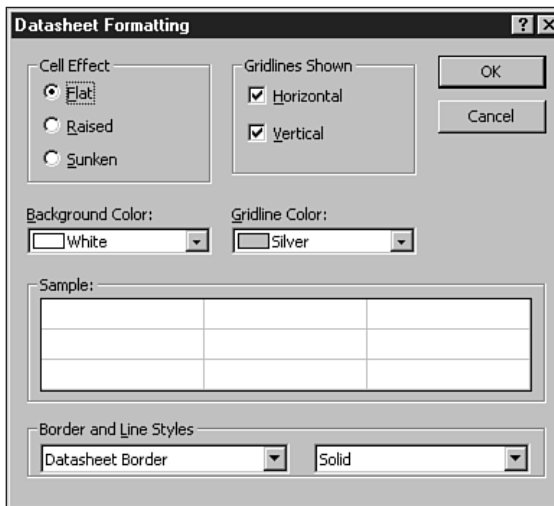 Datasheet Formatting
Cell Effect
Flat
Raised
Sunken
Gridlines Shown
Horizontal
Vertical
OK
Cancel
Background Color:
White
Gridline Color:
Silver
Sample:
Border and Line Styles
Datasheet Border
Solid